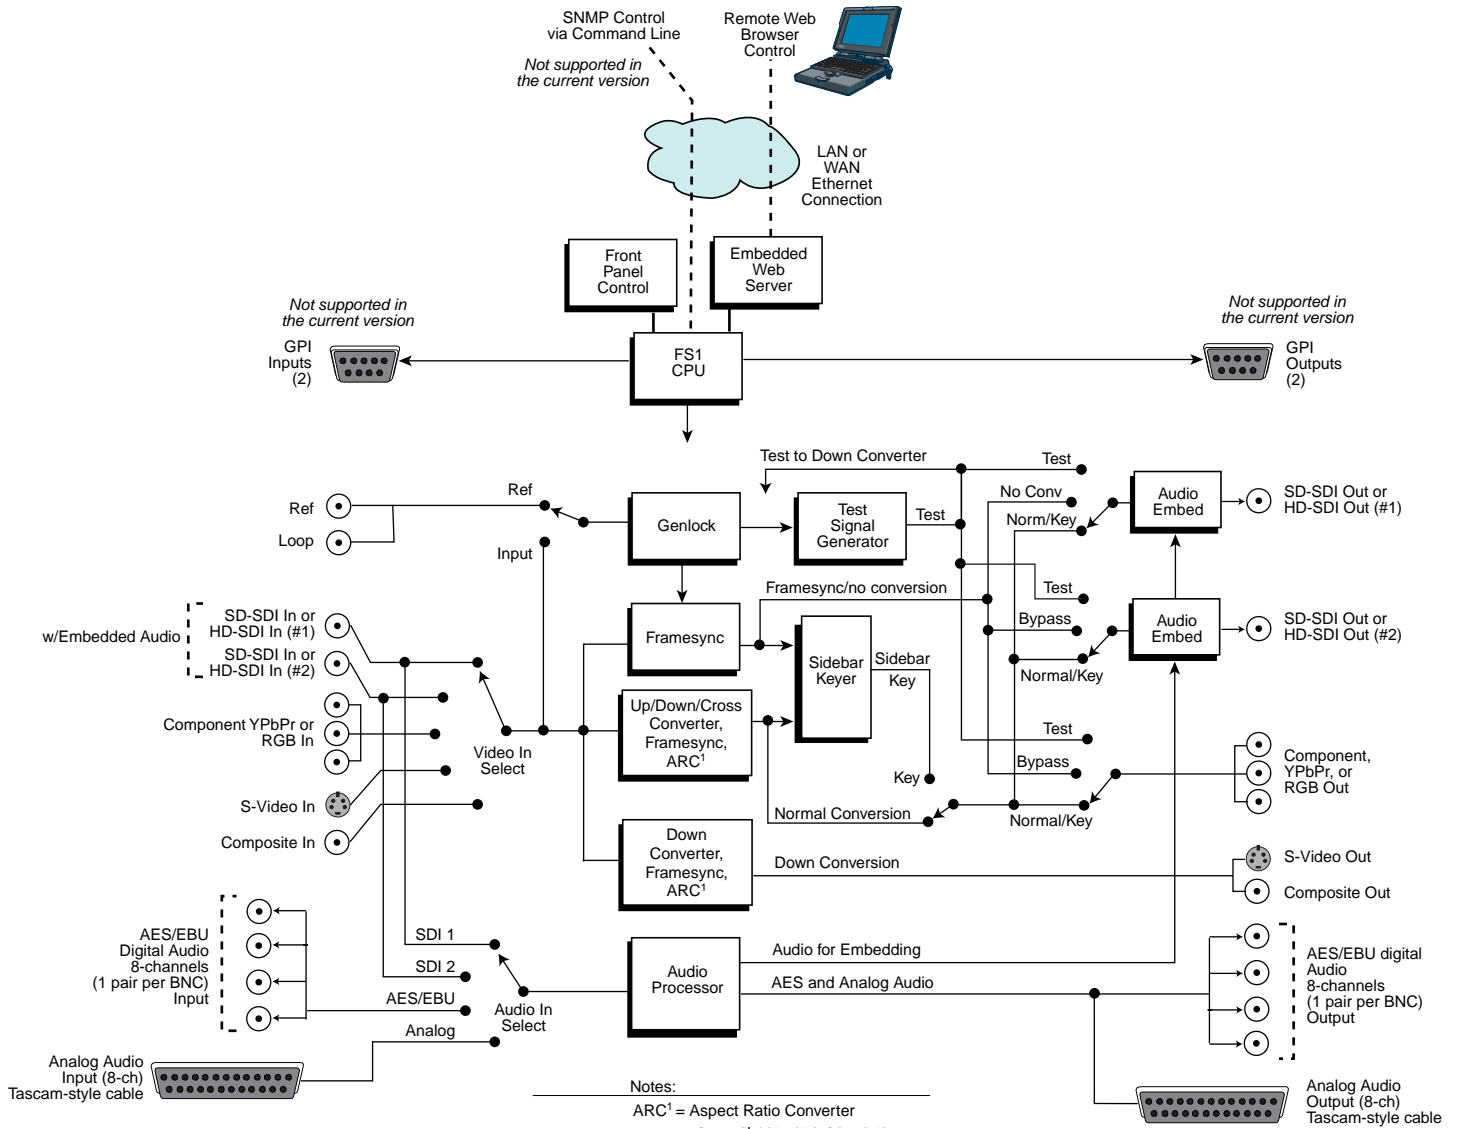 SNMP Control
via Command Line
Not supported in
the current version
Remote Web
Browser
Control
LAN or
WAN
Ethernet
Connection
Front
Panel
Control
Embedded
Web
Server
Not supported in
the current version
GPI
Inputs
(2)
FS1
CPU
Not supported in
the current version
GPI
Outputs
(2)
Test to Down Converter
Test
Ref
Ref
Loop
Input
Genlock
Test
Signal
Generator
Test
No Conv
Norm/Key
Audio
Embed
SD-SDI Out or
HD-SDI Out (#1)
Framesync/no conversion
Test
Bypass
Normal/Key
Audio
Embed
SD-SDI Out or
HD-SDI Out (#2)
w/Embedded Audio
SD-SDI In or
HD-SDI In (#1)
SD-SDI In or
HD-SDI In (#2)
Component YPbPr or
RGB In
S-Video In
Composite In
Video In
Select
Framesync
Sidebar
Keyer
Sidebar
Key
Up/Down/Cross
Converter,
Framesync,
ARC¹
Key
Test
Bypass
Normal/Key
Normal Conversion
Component,
YPbPr, or
RGB Out
Down
Converter,
Framesync,
ARC¹
Down Conversion
S-Video Out
Composite Out
AES/EBU
Digital Audio
8-channels
(1 pair per BNC)
Input
SDI 1
SDI 2
AES/EBU
Analog
Audio In
Select
Audio
Processor
Audio for Embedding
AES and Analog Audio
AES/EBU digital
Audio
8-channels
(1 pair per BNC)
Output
Analog Audio
Input (8-ch)
Tascam-style cable
Notes:
ARC¹ = Aspect Ratio Converter
Analog Audio
Output (8-ch)
Tascam-style cable